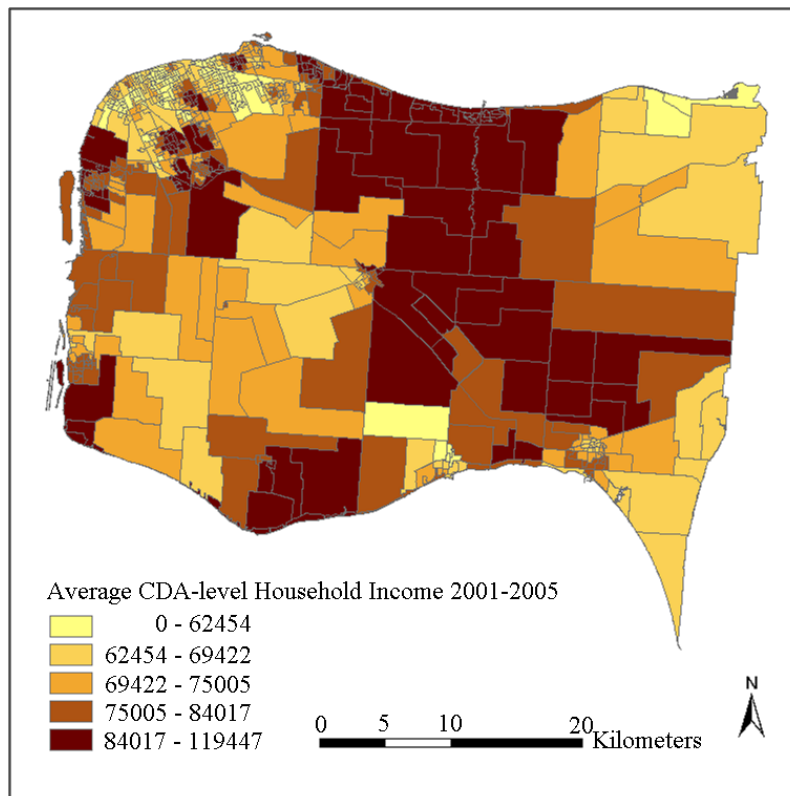 Average CDA-level Household Income 2001-2005
0 - 62454
62454 - 69422
69422 - 75005
75005 - 84017
84017 - 119447
0 5 10 20
Kilometers
N